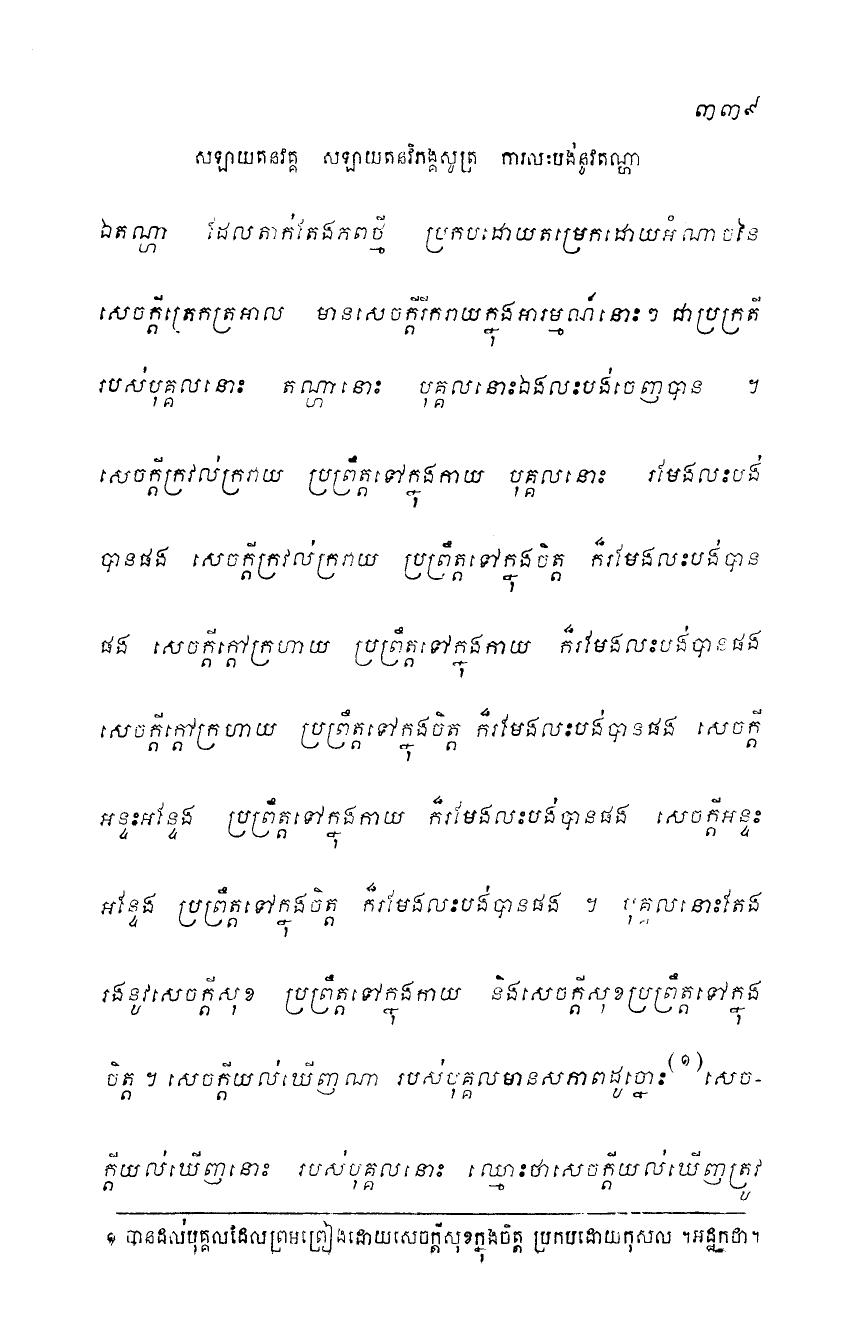 ៣៣៩
សឡាយតនវគ្គ សឡាយតនវិភង្គសូត្រ ការលះបង់នូវតណ្ហា
ឯតណ្ហា ដែលតាក់តែងភពថ្មី ប្រកបដោយតម្រេកដោយអំណាចនៃ
សេចក្តីត្រេកត្រអាល មានសេចក្តីរីករាយក្នុងអារម្មណ៍នោះៗ ជាប្រក្រតី
របស់បុគ្គលនោះ តណ្ហានោះ បុគ្គលនោះឯងលះបង់ចេញបាន ។
សេចក្តីក្រវល់ក្រវាយ ប្រព្រឹត្តទៅក្នុងកាយ បុគ្គលនោះ រមែងលះបង់
បានផង សេចក្តីក្រវល់ក្រវាយ ប្រព្រឹត្តទៅក្នុងចិត្ត ក៏រមែងលះបង់បាន
ផង សេចក្តីក្តៅក្រហាយ ប្រព្រឹត្តទៅក្នុងកាយ ក៏រមែងលះបង់បានផង
សេចក្តីក្តៅក្រហាយ ប្រព្រឹត្តទៅក្នុងចិត្ត ក៏រមែងលះបង់បានផង សេចក្តី
អន្ទះអន្ទែង ប្រព្រឹត្តទៅក្នុងកាយ ក៏រមែងលះបង់បានផង សេចក្តីអន្ទះ
អន្ទែង ប្រព្រឹត្តទៅក្នុងចិត្ត ក៏រមែងលះបង់បានផង ។ បុគ្គលនោះតែង
រងនូវសេចក្តីសុខ ប្រព្រឹត្តទៅក្នុងកាយ និងសេចក្តីសុខប្រព្រឹត្តទៅក្នុង
ចិត្ត ។ សេចក្តីយល់ឃើញណា របស់បុគ្គលមានសភាពដូច្នោះ(១) សេច-
ក្តីយល់ឃើញនោះ របស់បុគ្គលនោះ ឈ្មោះថាសេចក្តីយល់ឃើញត្រូវ
១ បានដល់បុគ្គលដែលព្រមព្រៀងដោយសេចក្តីសុខក្នុងចិត្ត ប្រកបដោយកុសល ។ អដ្ឋកថា។